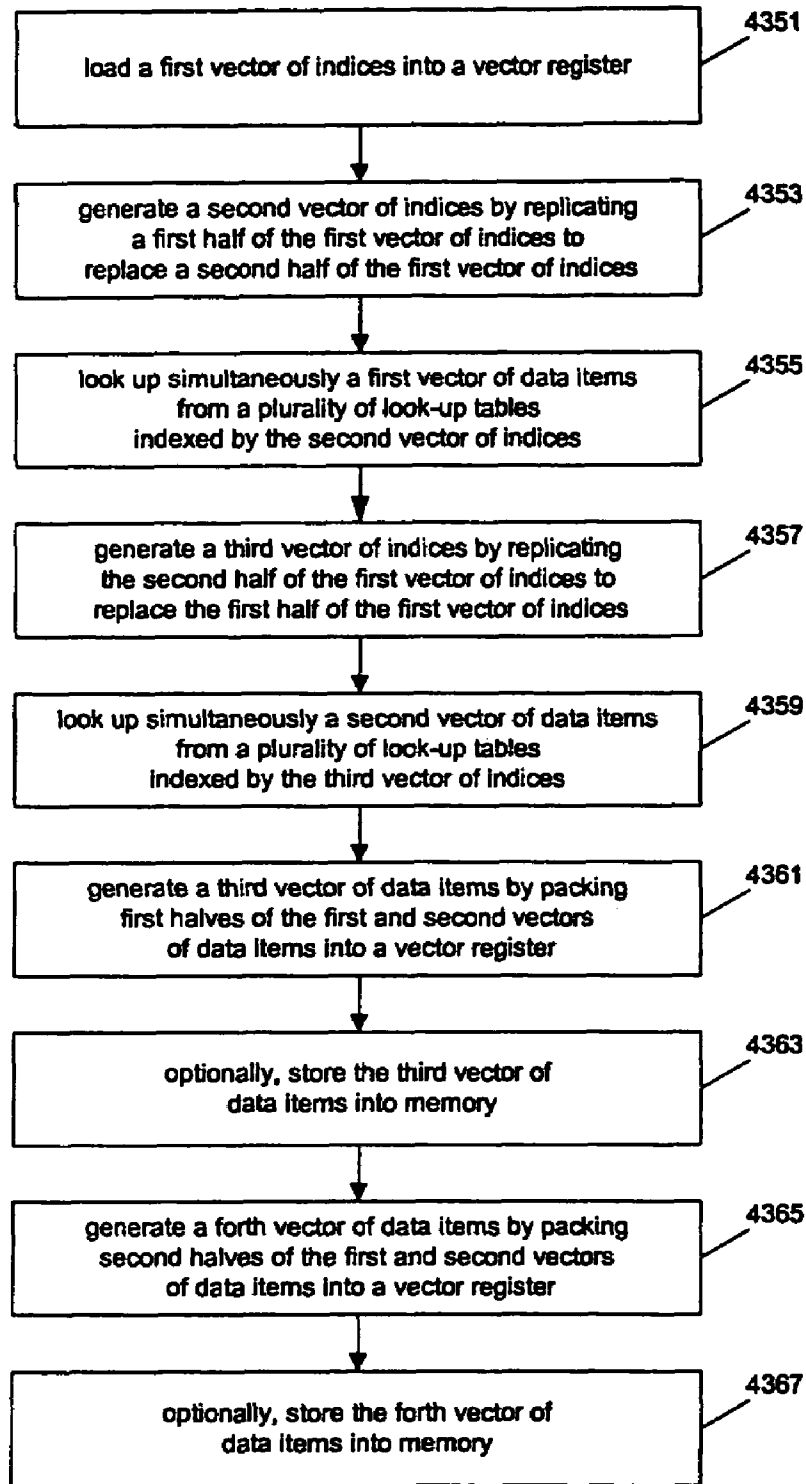 4351
load a first vector of indices into a vector register
4353
generate a second vector of indices by replicating
a first half of the first vector of indices to
replace a second half of the first vector of indices
4355
look up simultaneously a first vector of data items
from a plurality of look-up tables
indexed by the second vector of indices
4357
generate a third vector of indices by replicating
the second half of the first vector of indices to
replace the first half of the first vector of indices
4359
look up simultaneously a second vector of data items
from a plurality of look-up tables
indexed by the third vector of indices
4361
generate a third vector of data items by packing
first halves of the first and second vectors
of data items into a vector register
4363
optionally, store the third vector of
data items into memory
4365
generate a forth vector of data items by packing
second halves of the first and second vectors
of data items into a vector register
4367
optionally, store the forth vector of
data items into memory